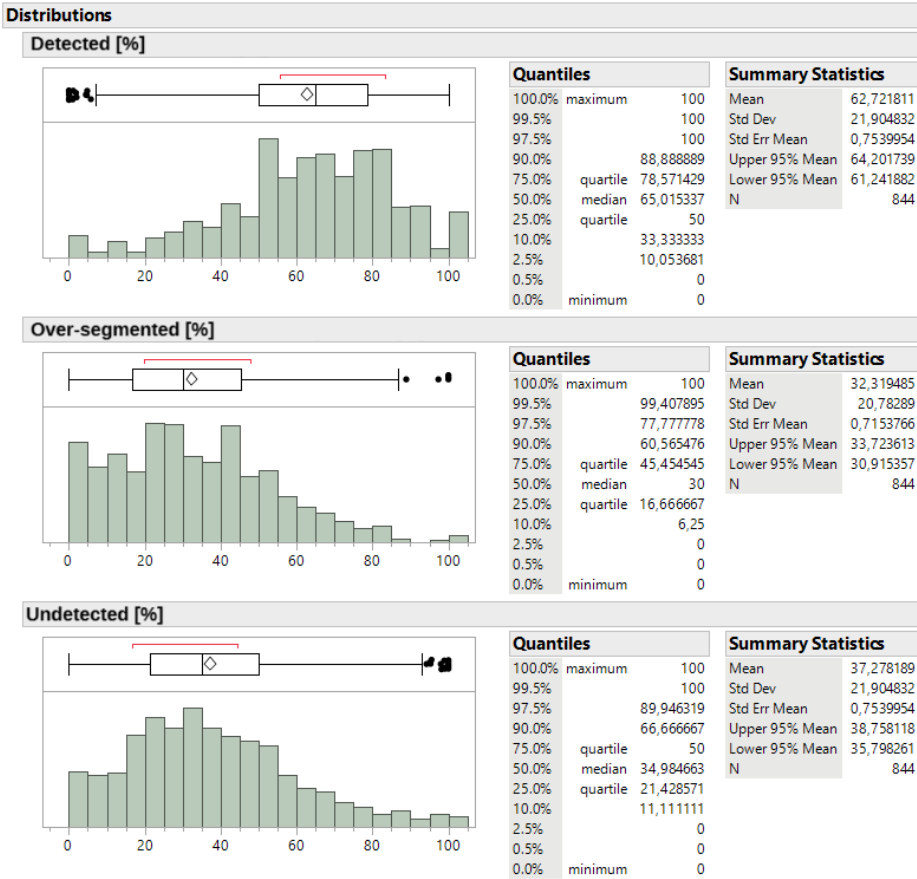 Distributions
Detected [%]
0 20 40 60 80 100
Quantiles
100.0% maximum 100
99.5% 100
97.5% 100
90.0% 88,888889
75.0% quartile 78,571429
50.0% median 65,015337
25.0% quartile 50
10.0% 33,333333
2.5% 10,053681
0.5% 0
0.0% minimum 0
Summary Statistics
Mean 62,721811
Std Dev 21,904832
Std Err Mean 0,7539954
Upper 95% Mean 64,201739
Lower 95% Mean 61,241882
N 844
Over-segmented [%]
0 20 40 60 80 100
Quantiles
100.0% maximum 100
99.5% 99,407895
97.5% 77,777778
90.0% 60,565476
75.0% quartile 45,454545
50.0% median 30
25.0% quartile 16,666667
10.0% 6,25
2.5% 0
0.5% 0
0.0% minimum 0
Summary Statistics
Mean 32,319485
Std Dev 20,78289
Std Err Mean 0,7153766
Upper 95% Mean 33,723613
Lower 95% Mean 30,915357
N 844
Undetected [%]
0 20 40 60 80 100
Quantiles
100.0% maximum 100
99.5% 100
97.5% 89,946319
90.0% 66,666667
75.0% quartile 50
50.0% median 34,984663
25.0% quartile 21,428571
10.0% 11,111111
2.5% 0
0.5% 0
0.0% minimum 0
Summary Statistics
Mean 37,278189
Std Dev 21,904832
Std Err Mean 0,7539954
Upper 95% Mean 38,758118
Lower 95% Mean 35,798261
N 844